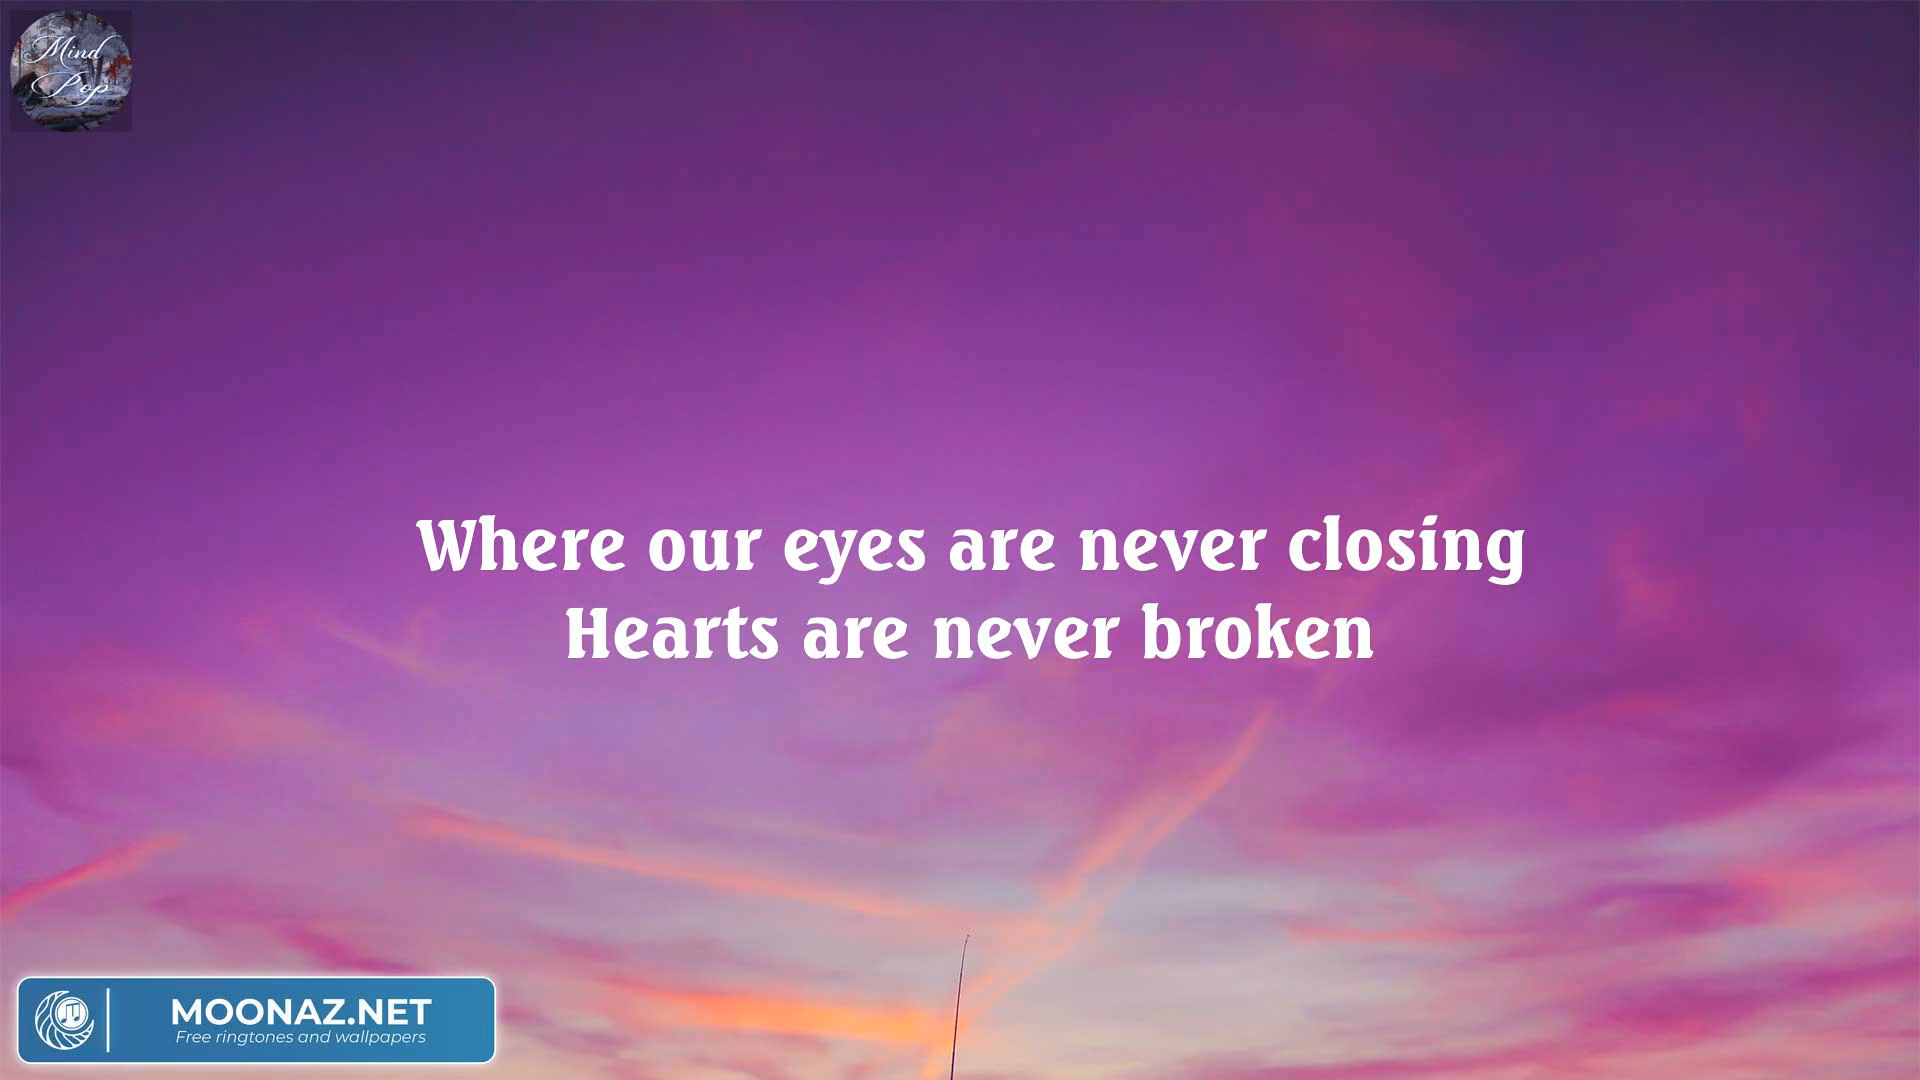 Mind
Pop
Where our eyes are never closing
Hearts are never broken
MOONAZ.NET
Free ringtones and wallpapers